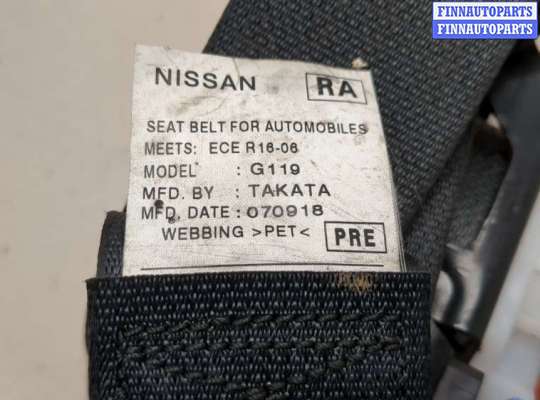 FINNAUTOPARTS
FINNAUTOPARTS
NISSAN RA
SEAT BELT FOR AUTOMOBILES
MEETS: ECE R16-06
MODEL : G119
MFD. BY : TAKATA
MFD. DATE : 070918
WEBBING >PET< PRE